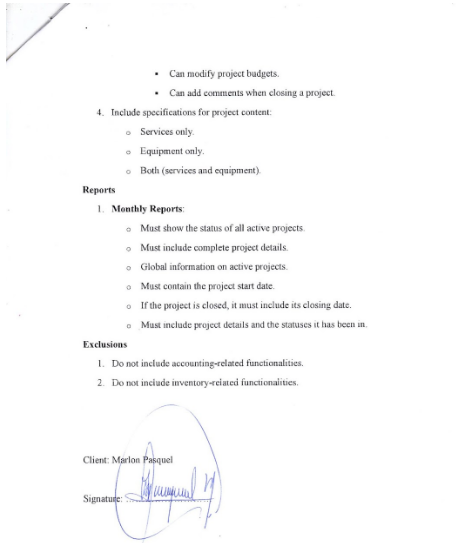 ▪ Can modify project budgets.
▪ Can add comments when closing a project.
4. Include specifications for project content:
o Services only.
o Equipment only.
o Both (services and equipment).
Reports
1. Monthly Reports:
o Must show the status of all active projects.
o Must include complete project details.
o Global information on active projects.
o Must contain the project start date.
o If the project is closed, it must include its closing date.
o Must include project details and the statuses it has been in.
Exclusions
1. Do not include accounting-related functionalities.
2. Do not include inventory-related functionalities.
Client: Marlon Pasquel
Signature: